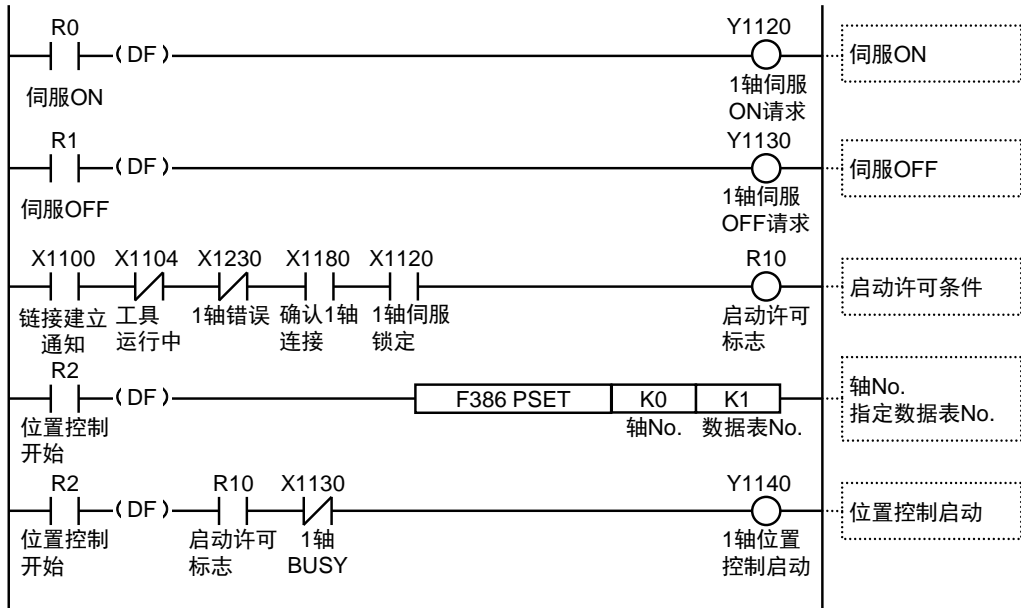 R0
Y1120
( DF )
伺服ON
伺服ON
1轴伺服
ON请求
R1
Y1130
( DF )
伺服OFF
伺服OFF
1轴伺服
OFF请求
X1100 X1104 X1230 X1180 X1120
R10
启动许可条件
链接建立
通知
工具
运行中
1轴错误
确认1轴
连接
1轴伺服
锁定
启动许可
标志
R2
( DF )
F386 PSET K0 K1
轴No.
指定数据表No.
位置控制
开始
轴No. 数据表No.
R2
R10 X1130
Y1140
( DF )
位置控制启动
位置控制
开始
启动许可
标志
1轴
BUSY
1轴位置
控制启动